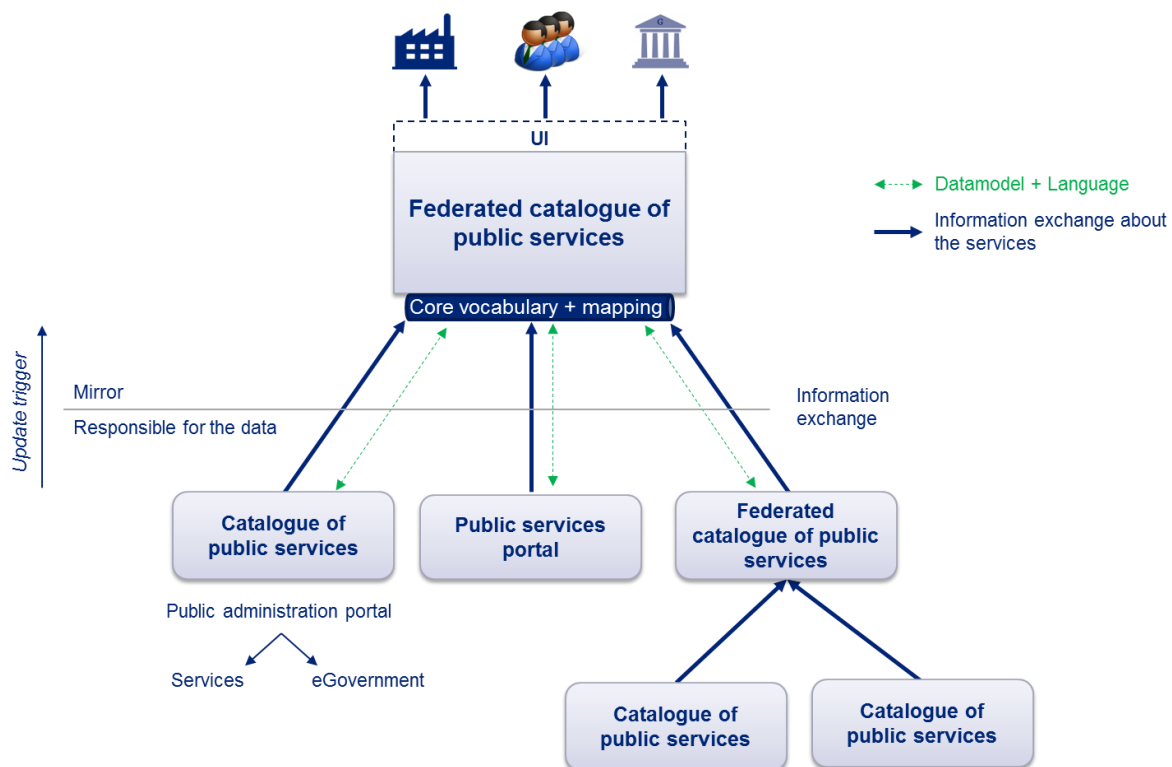 G
UI
Federated catalogue of
public services
Datamodel + Language
Information exchange about
the services
Core vocabulary + mapping
Update trigger
Mirror
Responsible for the data
Information
exchange
Catalogue of
public services
Public services
portal
Federated
catalogue of public
services
Public administration portal
Services
eGovernment
Catalogue of
public services
Catalogue of
public services